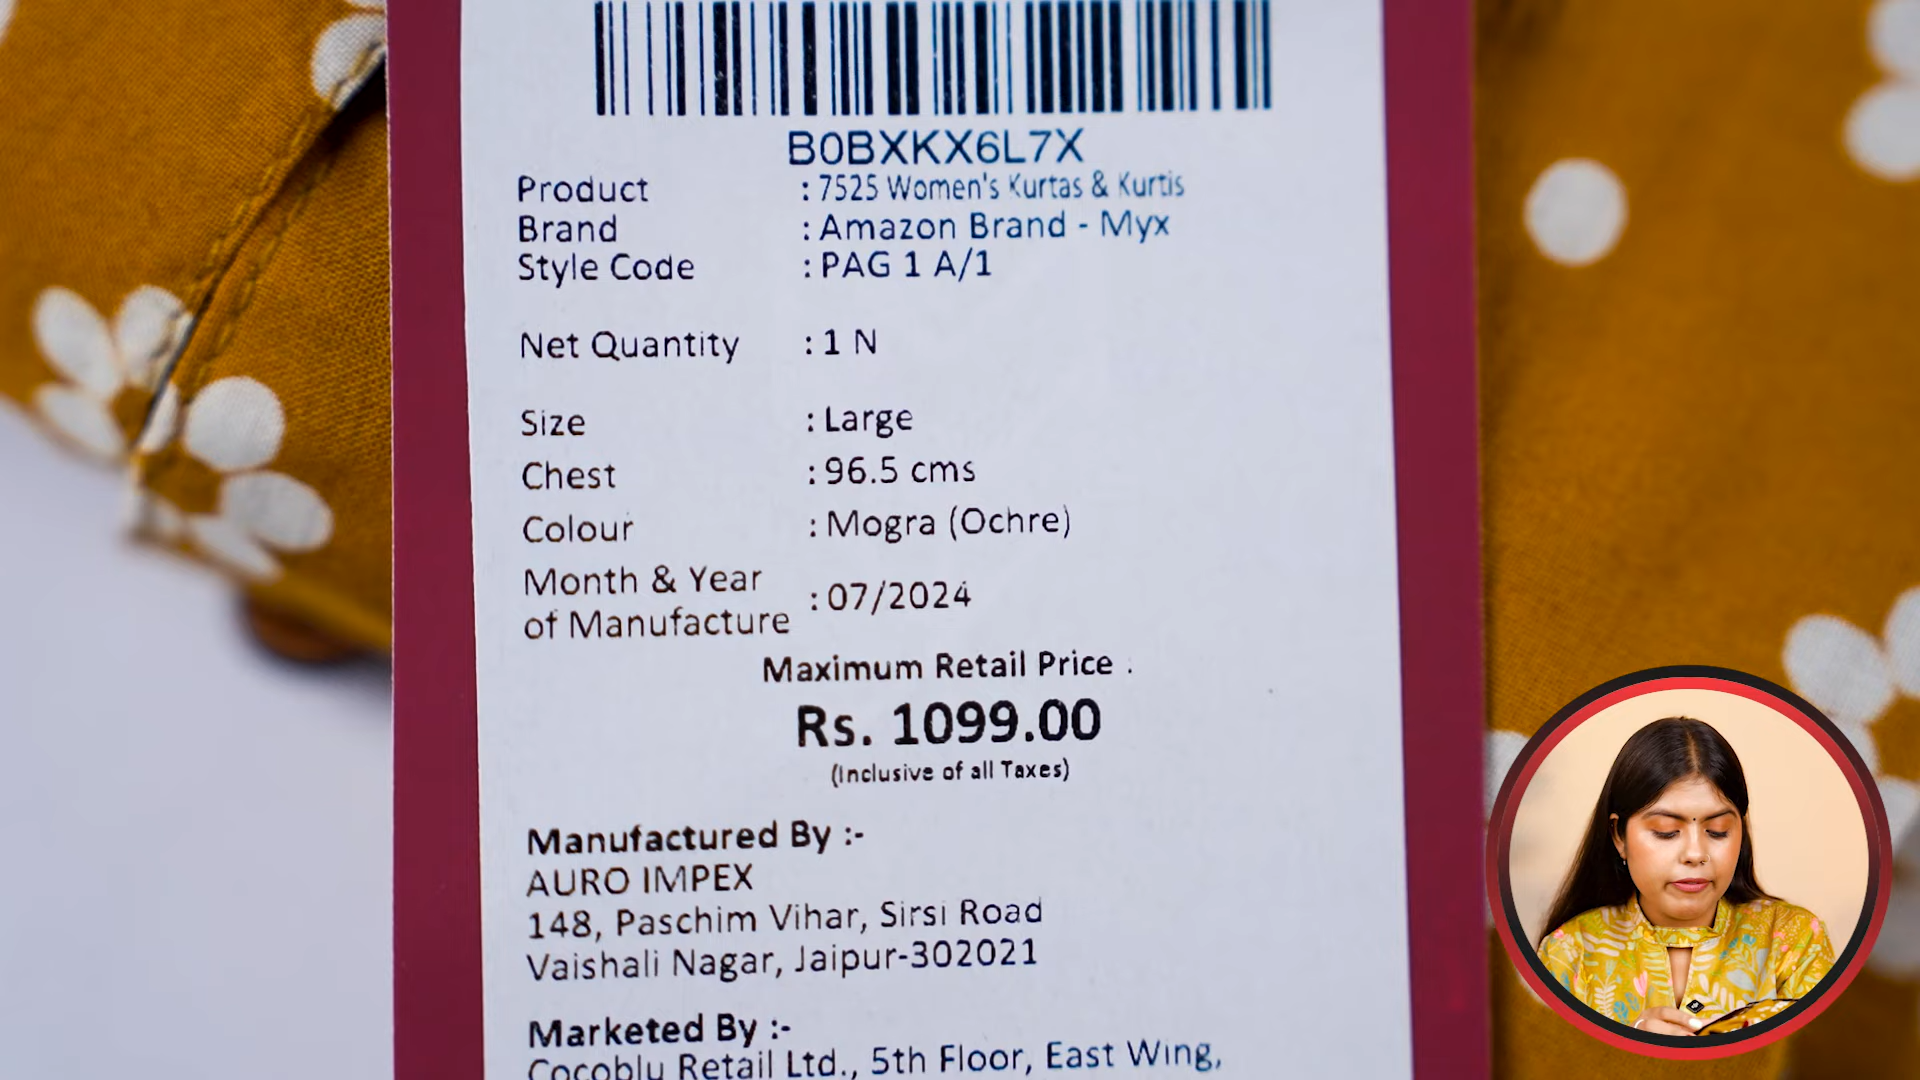 B0BXKX6L7X
Product : 7525 Women's Kurtas & Kurtis
Brand : Amazon Brand - Myx
Style Code : PAG 1 A/1
Net Quantity : 1 N
Size : Large
Chest : 96.5 cms
Colour : Mogra (Ochre)
Month & Year
of Manufacture : 07/2024
Maximum Retail Price :
Rs. 1099.00
(Inclusive of all Taxes)
Manufactured By :-
AURO IMPEX
148, Paschim Vihar, Sirsi Road
Vaishali Nagar, Jaipur-302021
Marketed By :-
Cocoblu Retail Ltd., 5th Floor, East Wing,